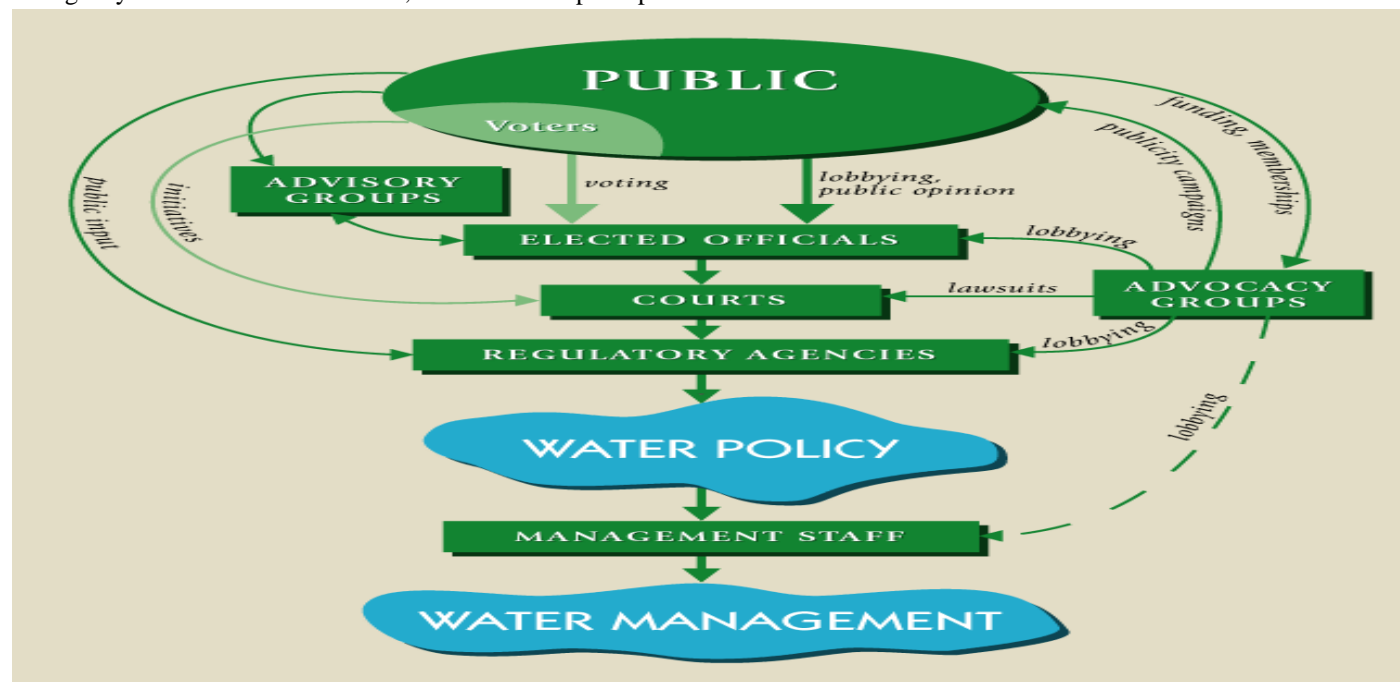 PUBLIC
Voters
funding, memberships
publicity campaigns
public input
initiatives
ADVISORY
GROUPS
voting
lobbying,
public opinion
ELECTED OFFICIALS
lobbying
COURTS
lawsuits
ADVOCACY
GROUPS
REGULATORY AGENCIES
lobbying
WATER POLICY
lobbying
MANAGEMENT STAFF
WATER MANAGEMENT